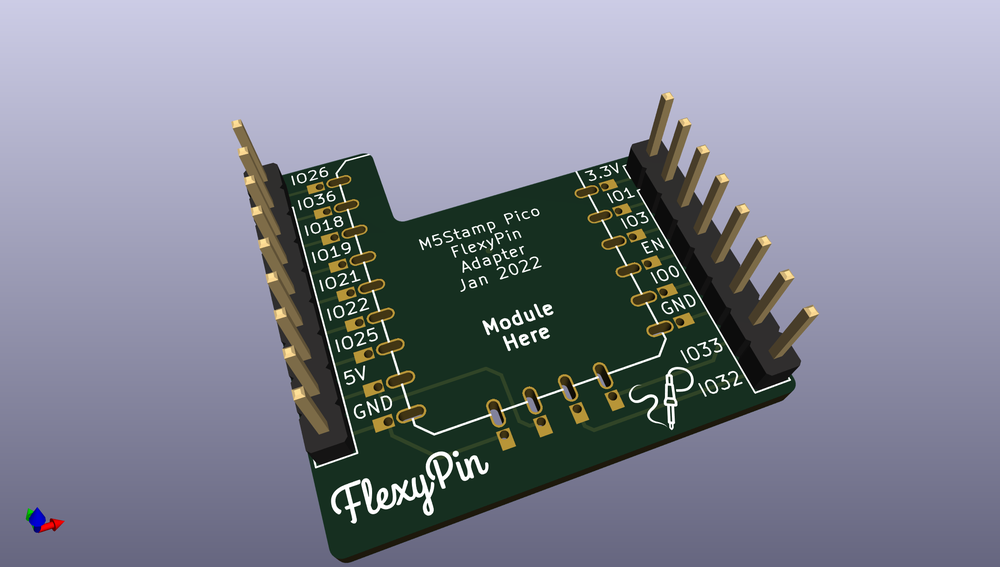 IO26
IO36
IO18
IO19
IO21
IO22
IO25
5V
GND
M5Stamp Pico
FlexyPin
Adapter
Jan 2022
Module
Here
3.3V
IO1
IO3
EN
IO0
GND
IO33
IO32
FlexyPin